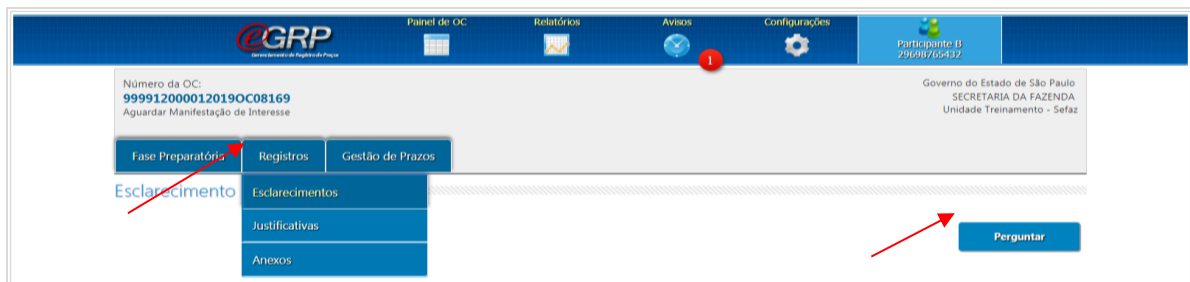 Painel de OC
Relatórios
Avisos
Configurações
eGRP
Gerenciamento de Registro de Preços
1
Participante B
29698765432
Número da OC:
999912000012019OC08169
Aguardar Manifestação de Interesse
Governo do Estado de São Paulo
SECRETARIA DA FAZENDA
Unidade Treinamento - Sefaz
Fase Preparatória
Registros
Gestão de Prazos
Esclarecimento
Esclarecimentos
Justificativas
Anexos
Perguntar